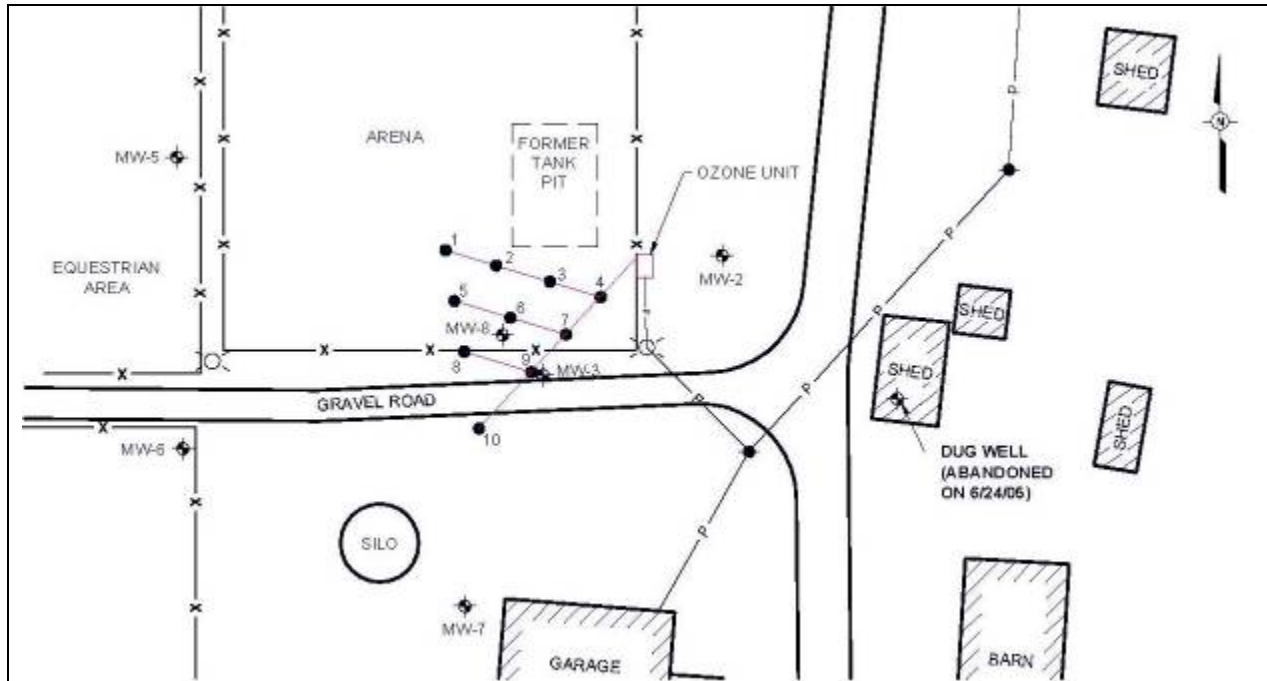 SHED
N
P
ARENA
FORMER
TANK
PIT
MW-5
OZONE UNIT
P
1
2
3
4
MW-2
EQUESTRIAN
AREA
5
6
7
MW-8
P
SHED
8
9
MW-3
SHED
P
GRAVEL ROAD
P
10
SHED
MW-6
DUG WELL
(ABANDONED
ON 6/24/05)
SILO
P
MW-7
GARAGE
BARN